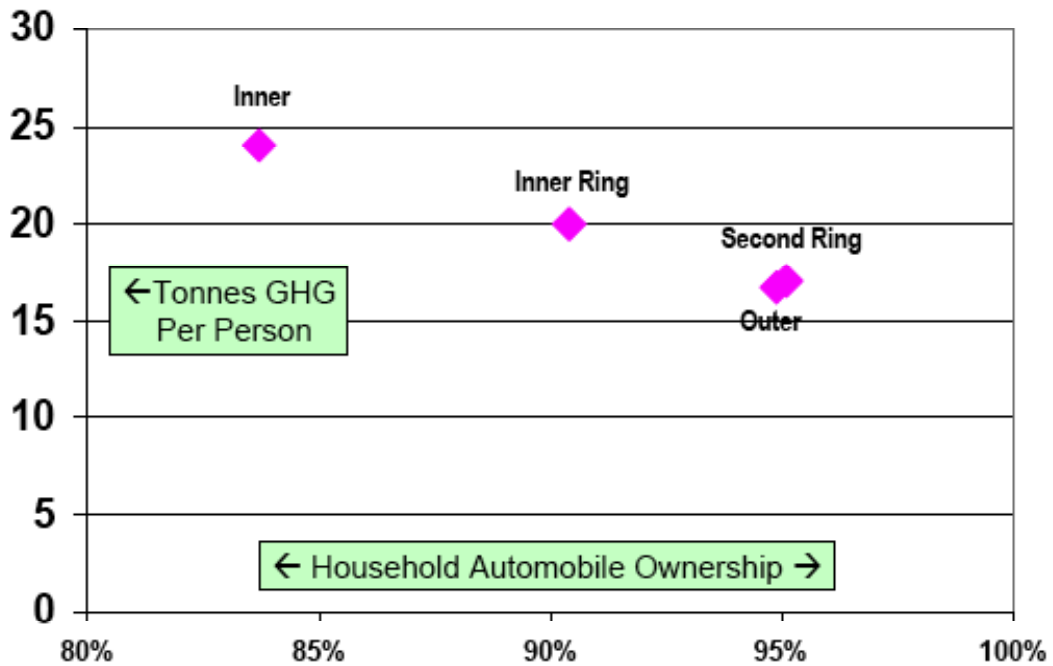 30
Inner
25
Inner Ring
20
Second Ring
←Tonnes GHG
Per Person
15
Outer
10
5
← Household Automobile Ownership →
0
80%
85%
90%
95%
100%